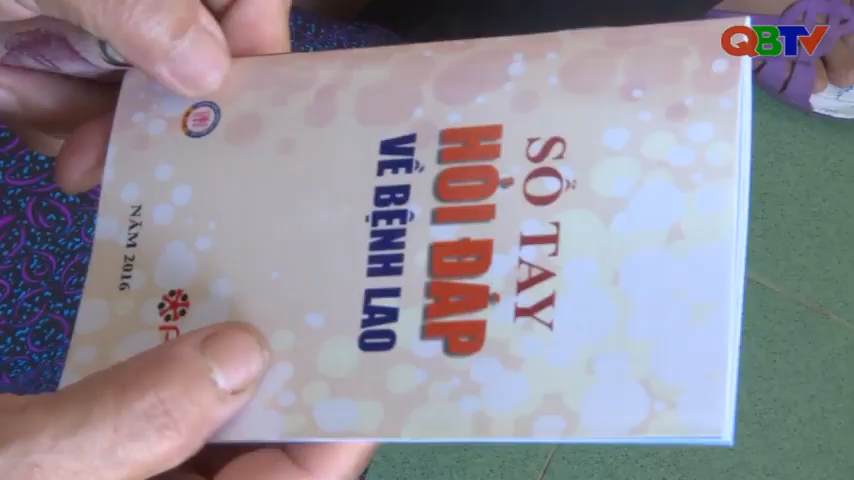 QBTV
SỔ TAY
HỎI ĐÁP
VỀ BỆNH LAO
NĂM 2016